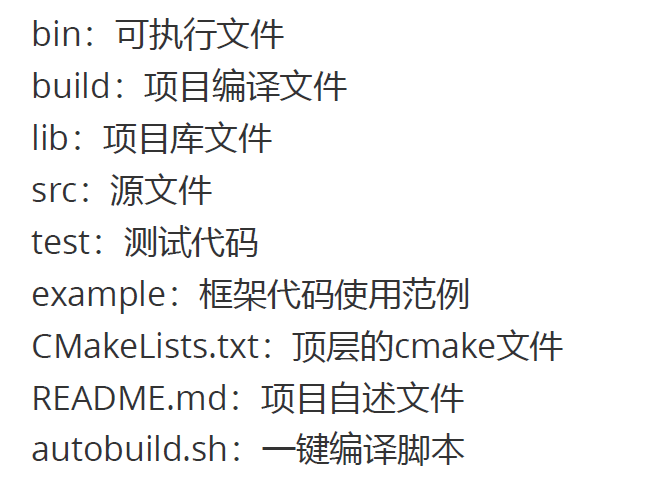 bin：可执行文件
build：项目编译文件
lib：项目库文件
src：源文件
test：测试代码
example：框架代码使用范例
CMakeLists.txt：顶层的cmake文件
README.md：项目自述文件
autobuild.sh：一键编译脚本